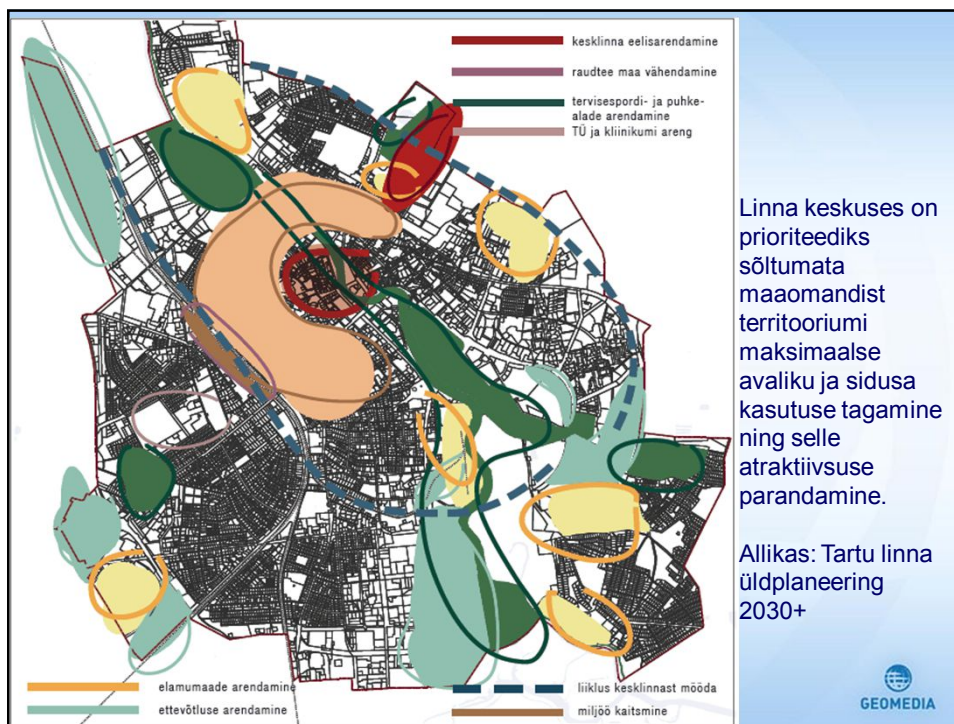 kesklinna eelisarendamine
raudtee maa vähendamine
tervisespordi- ja puhke-
alade arendamine
TÜ ja kliinikumi areng
Linna keskuses on
prioriteediks
sõltumata
maaomandist
territooriumi
maksimaalse
avaliku ja sidusa
kasutuse tagamine
ning selle
atraktiivsuse
parandamine.
Allikas: Tartu linna
üldplaneering
2030+
elamumaade arendamine
ettevõtluse arendamine
liiklus kesklinnast mööda
miljöö kaitsmine
GEOMEDIA